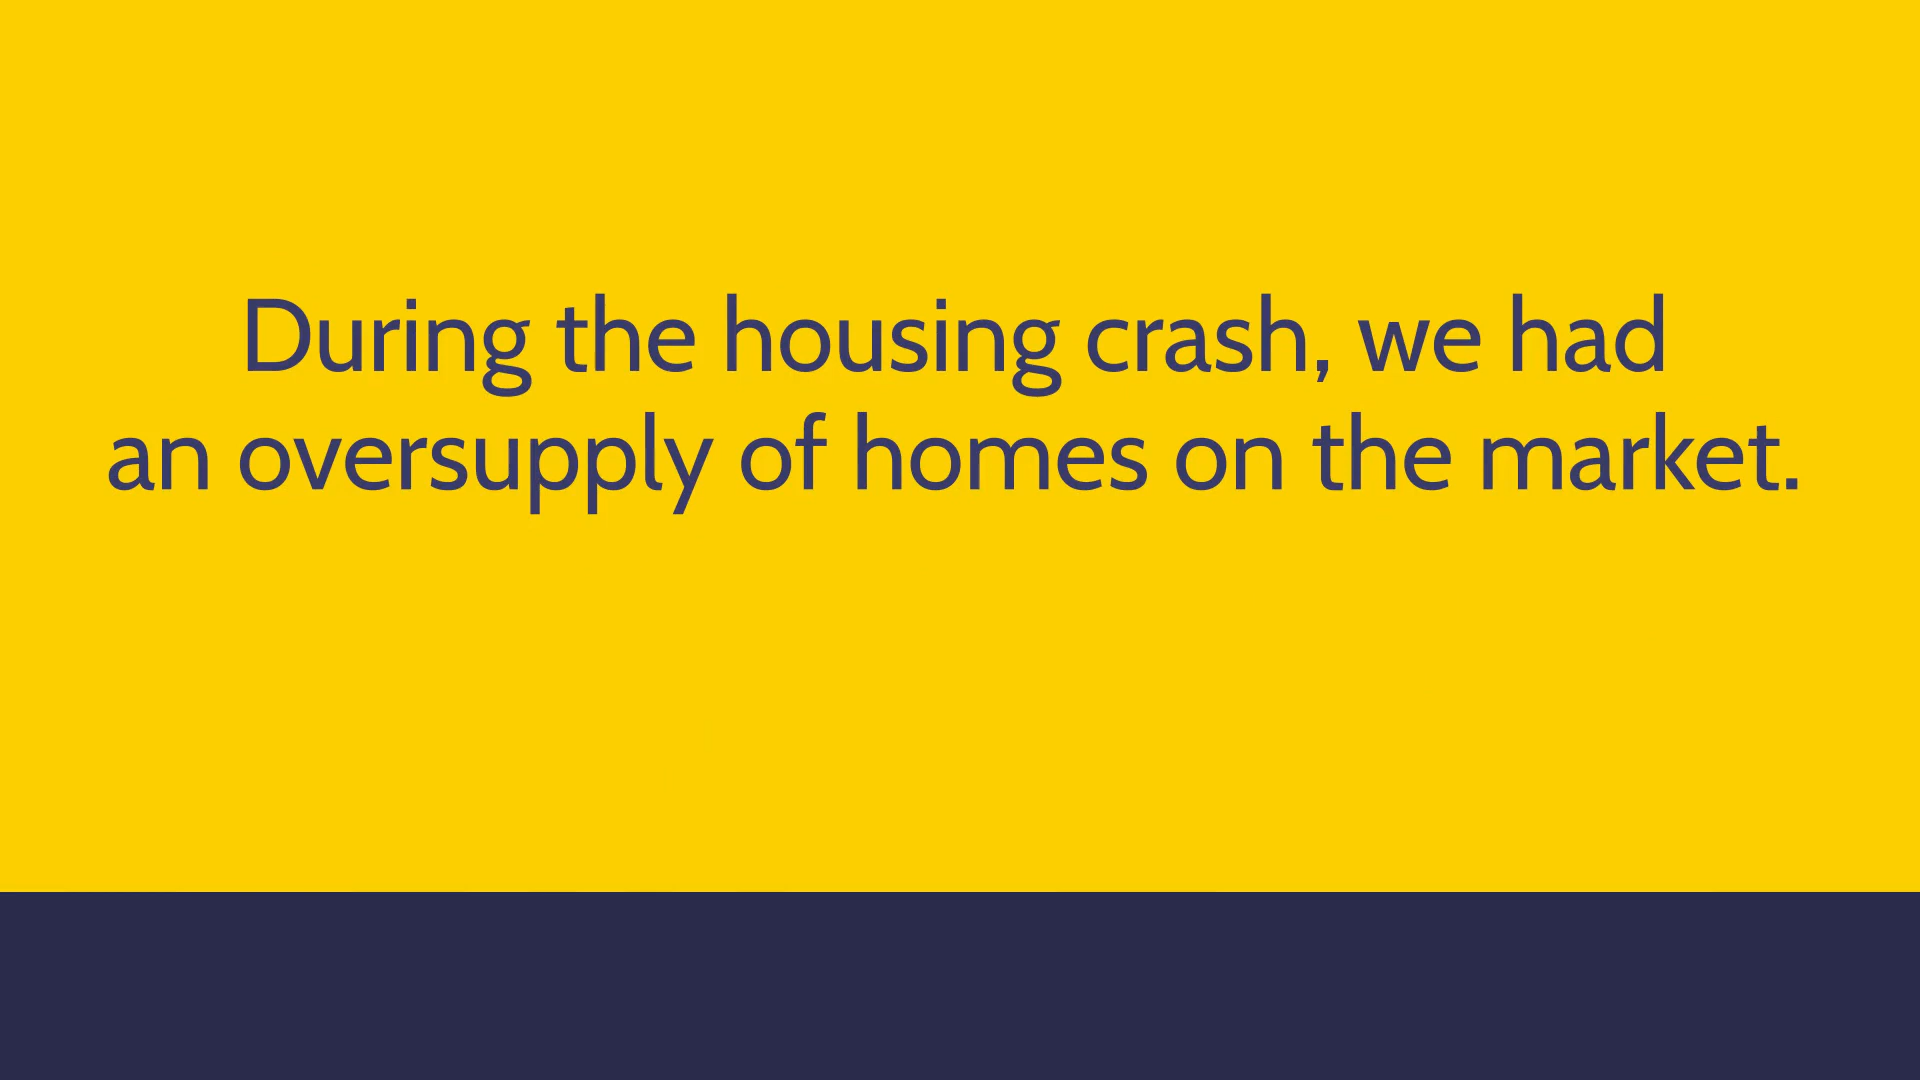 During the housing crash, we had
an oversupply of homes on the market.